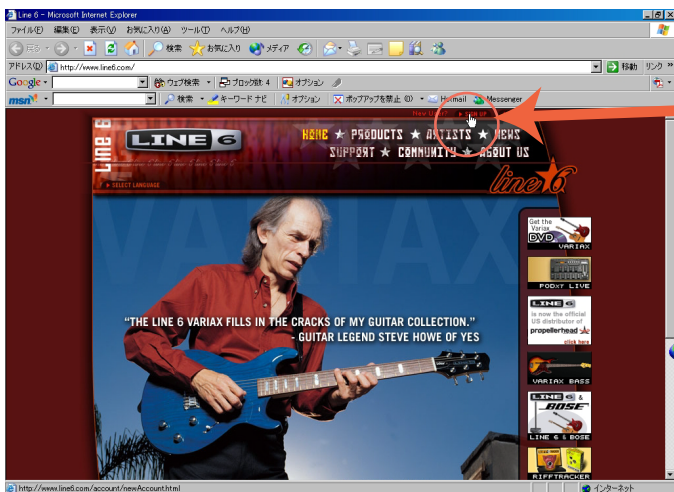 Line 6 - Microsoft Internet Explorer
ファイル(F) 編集(E) 表示(V) お気に入り(A) ツール(T) ヘルプ(H)
戻る 検索 お気に入り メディア
アドレス(D) http://www.line6.com/ 移動 リンク »
Google ウェブ検索 ブロック数: 4 オプション
msn 検索 キーワード ナビ オプション ポップアップを禁止 (0) Hotmail Messenger
New User? SIGN UP
LINE 6
LINE 6
HOME ★ PRODUCTS ★ ARTISTS ★ NEWS
SUPPORT ★ COMMUNITY ★ ABOUT US
SELECT LANGUAGE
line 6
VARIAX
"THE LINE 6 VARIAX FILLS IN THE CRACKS OF MY GUITAR COLLECTION."
- GUITAR LEGEND STEVE HOWE OF YES
Get the
Variax
DVD
VARIAX
PODXT LIVE
LINE 6
is now the official
US distributor of
propellerhead
click here
VARIAX BASS
LINE 6 &
BOSE
LINE 6 & BOSE
RIFFTRACKER
http://www.line6.com/account/newAccount.html
インターネット